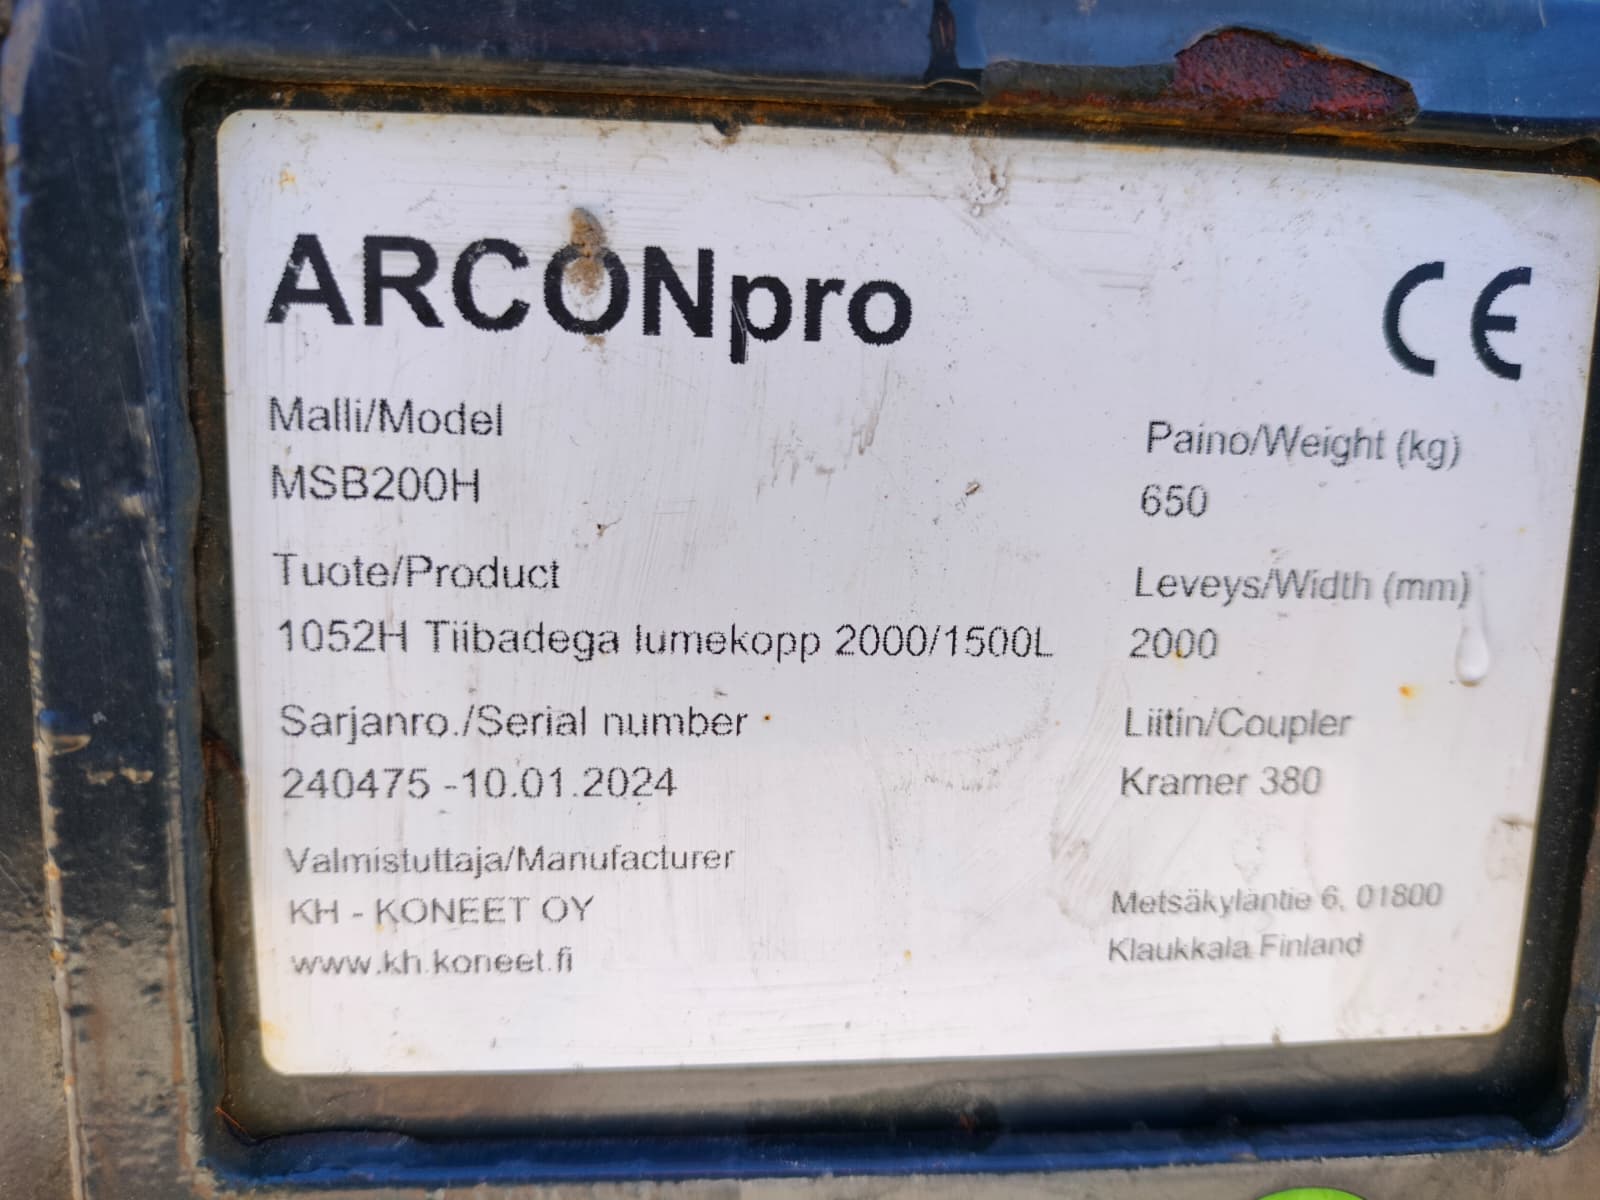 ARCONpro
CE
Malli/Model
MSB200H
Paino/Weight (kg)
650
Tuote/Product
1052H Tiibadega lumekopp 2000/1500L
Leveys/Width (mm)
2000
Sarjanro./Serial number
240475 -10.01.2024
Liitin/Coupler
Kramer 380
Valmistuttaja/Manufacturer
KH - KONEET OY
www.kh.koneet.fi
Metsäkyläntie 6, 01800
Klaukkala Finland